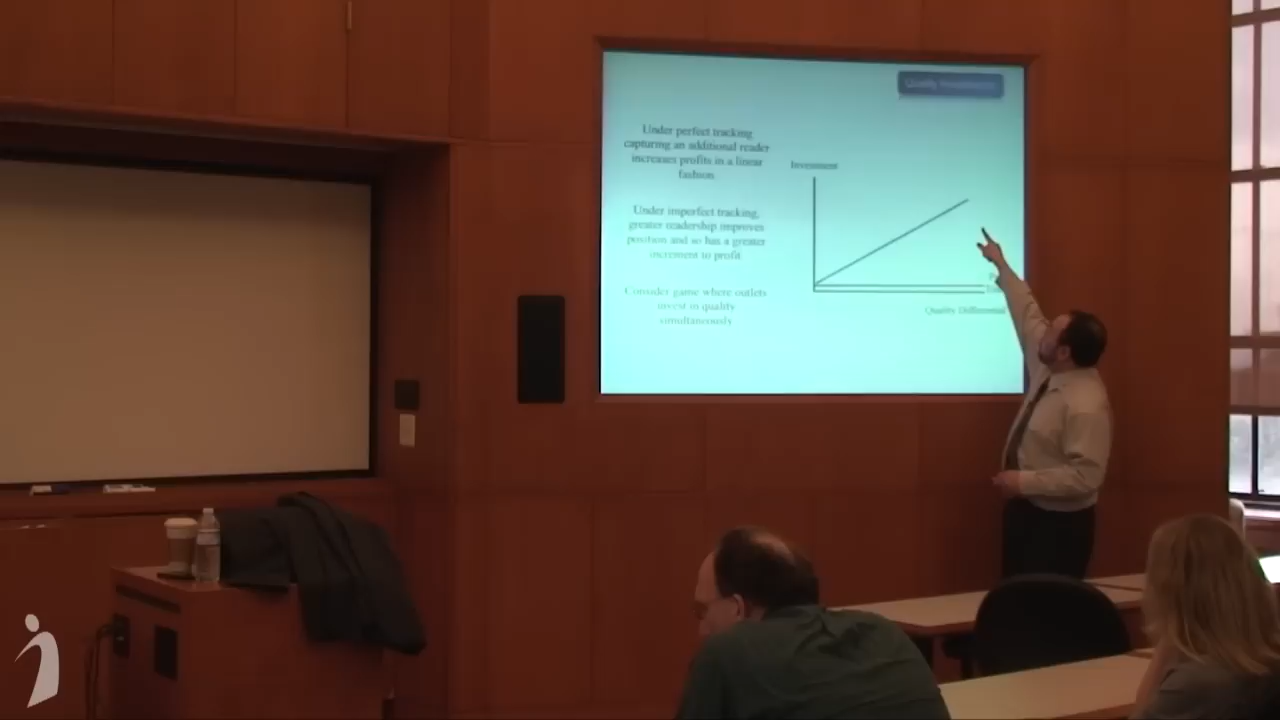 Quality
Under perfect tracking
capturing an additional reader
increases profits in a linear
fashion.
Under imperfect tracking,
greater readership improves
position and so has a greater
increment to profit
Consider game where outlets
invest in quality
simultaneously
Investment
Quality Differential